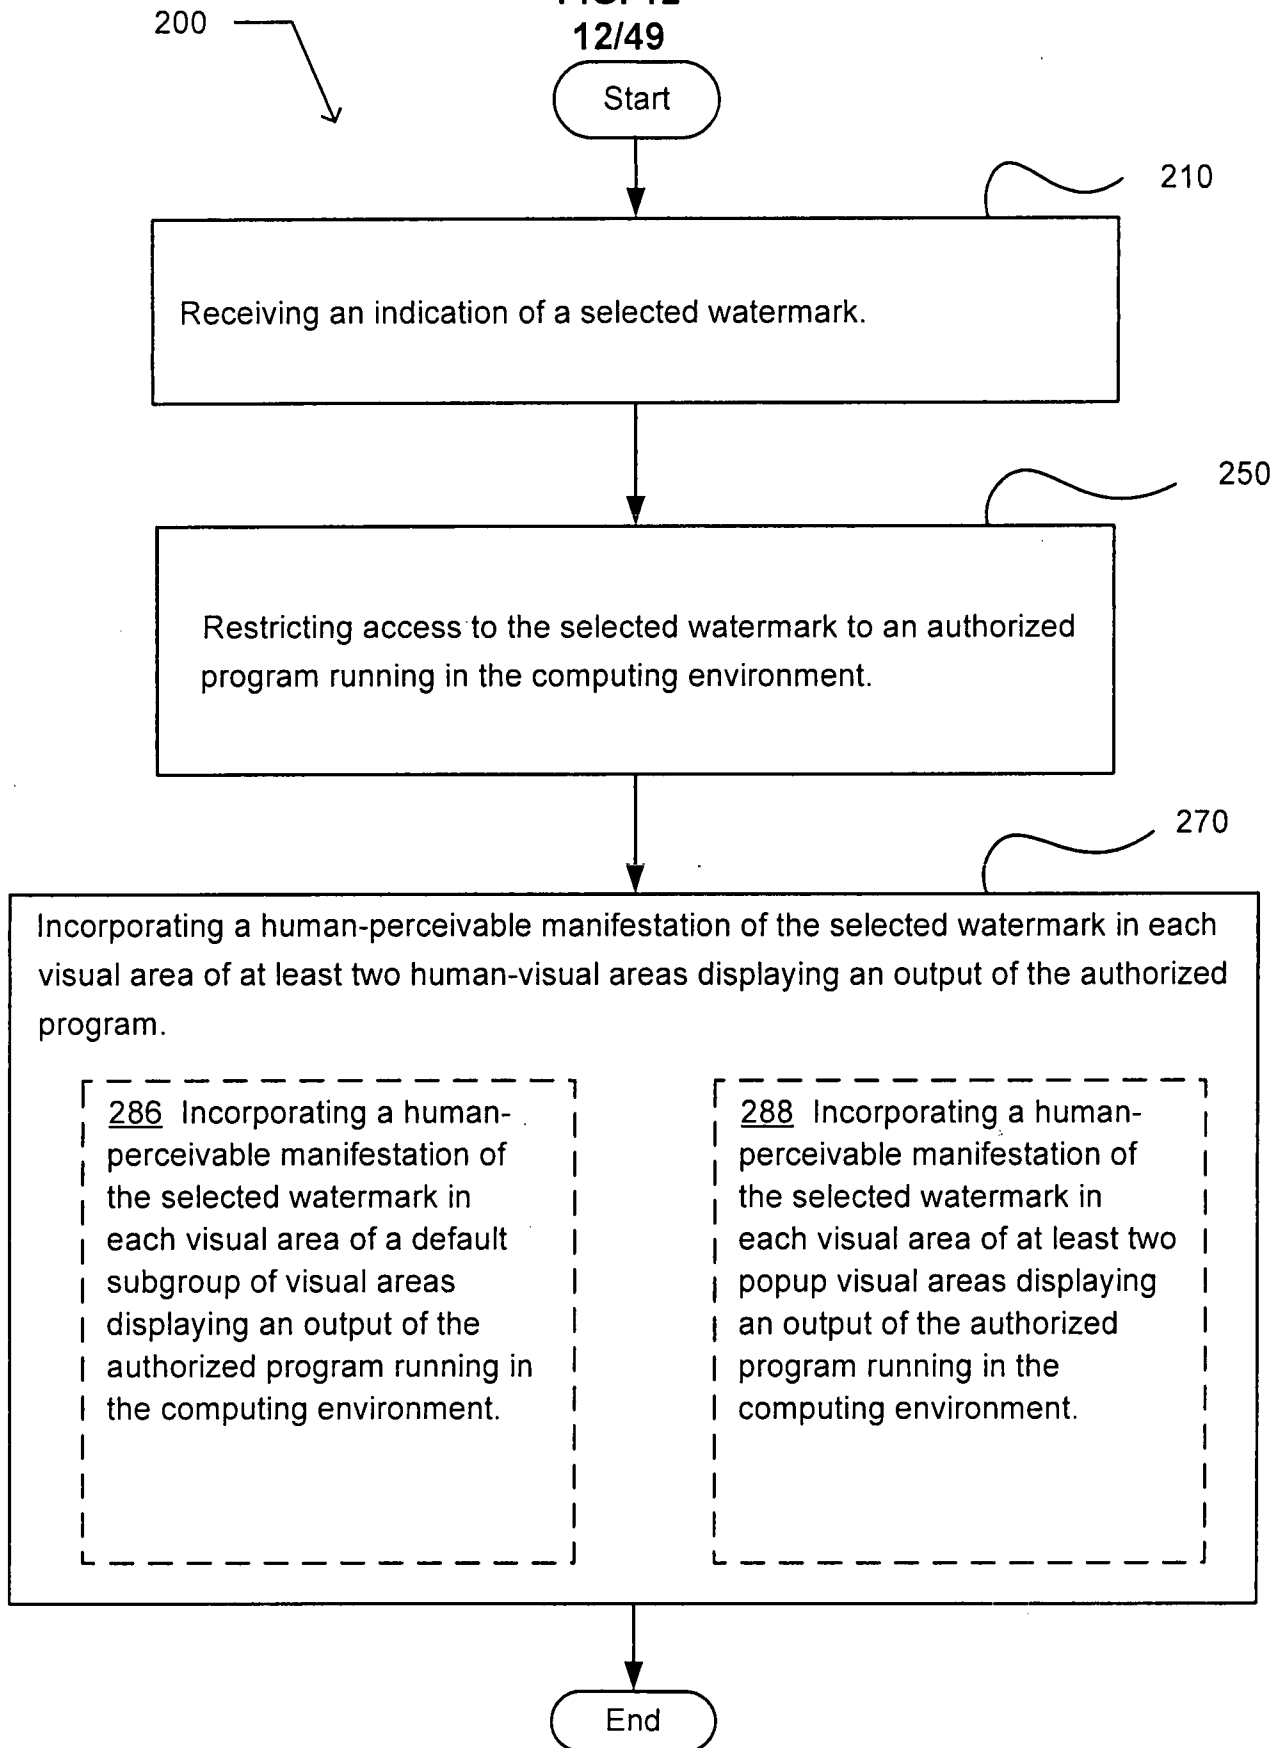 200
12/49
Start
210
Receiving an indication of a selected watermark.
250
Restricting access to the selected watermark to an authorized
program running in the computing environment.
270
Incorporating a human-perceivable manifestation of the selected watermark in each
visual area of at least two human-visual areas displaying an output of the authorized
program.
286 Incorporating a human-
perceivable manifestation of
the selected watermark in
each visual area of a default
subgroup of visual areas
displaying an output of the
authorized program running in
the computing environment.
288 Incorporating a human-
perceivable manifestation of
the selected watermark in
each visual area of at least two
popup visual areas displaying
an output of the authorized
program running in the
computing environment.
End